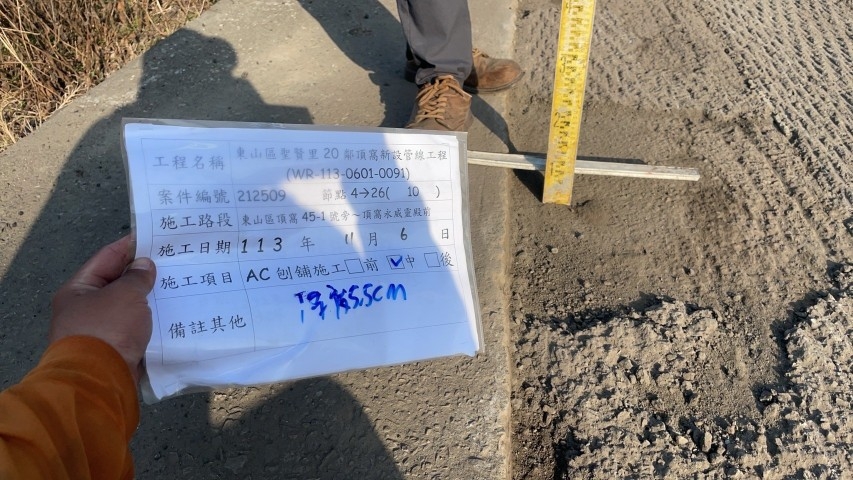 工程名稱 東山區聖賢里20鄰頂窩新設管線工程
(WR-113-0601-0091)
案件編號 212509 節點 4→26( 10 )
施工路段 東山區頂窩45-1號旁～頂窩永威靈殿前
施工日期 113 年 11 月 6 日
施工項目 AC刨舖施工□前 ☑中 □後
備註其他 厚度5.5cm